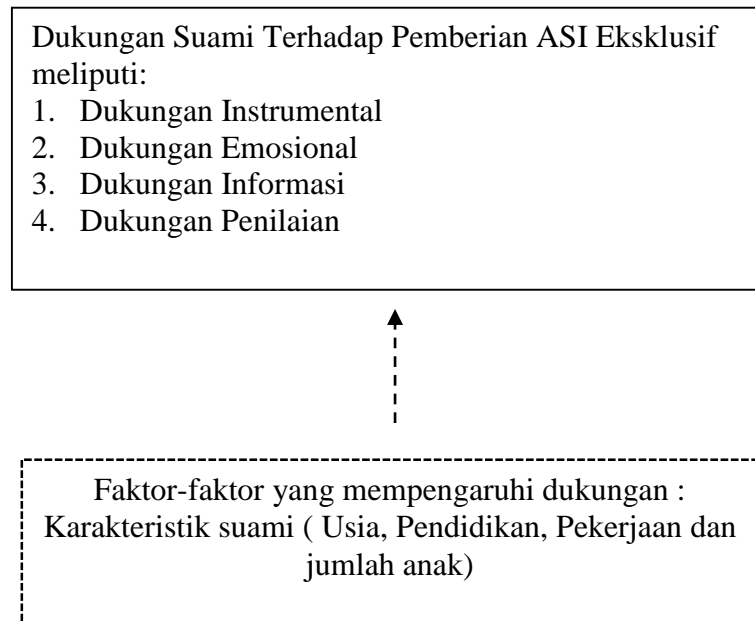 Dukungan Suami Terhadap Pemberian ASI Eksklusif
meliputi:
1. Dukungan Instrumental
2. Dukungan Emosional
3. Dukungan Informasi
4. Dukungan Penilaian
Faktor-faktor yang mempengaruhi dukungan :
Karakteristik suami ( Usia, Pendidikan, Pekerjaan dan
jumlah anak)